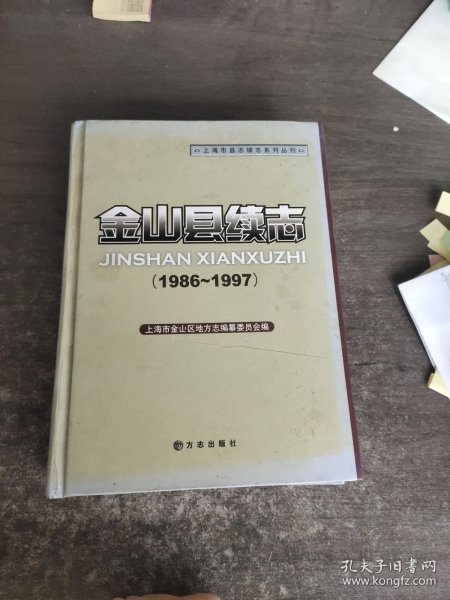 上海市县志续志系列丛刊
金山县续志
JINSHAN XIANXUZHI
(1986~1997)
上海市金山区地方志编纂委员会编
方志出版社
孔夫子旧书网
www.kongfz.com